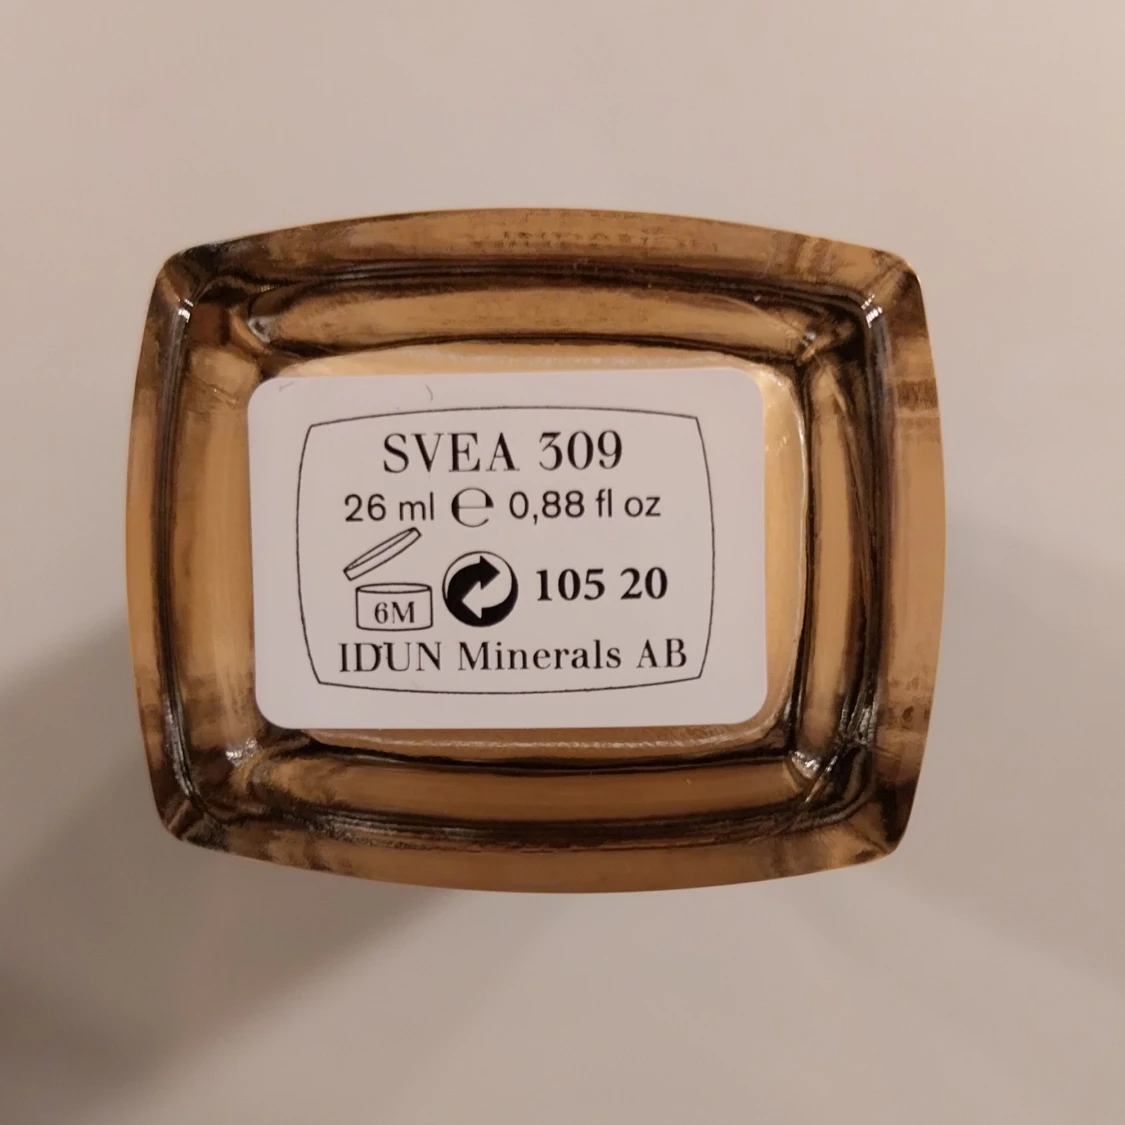 SVEA 309
26 ml ℮ 0,88 fl oz
6M 105 20
IDUN Minerals AB